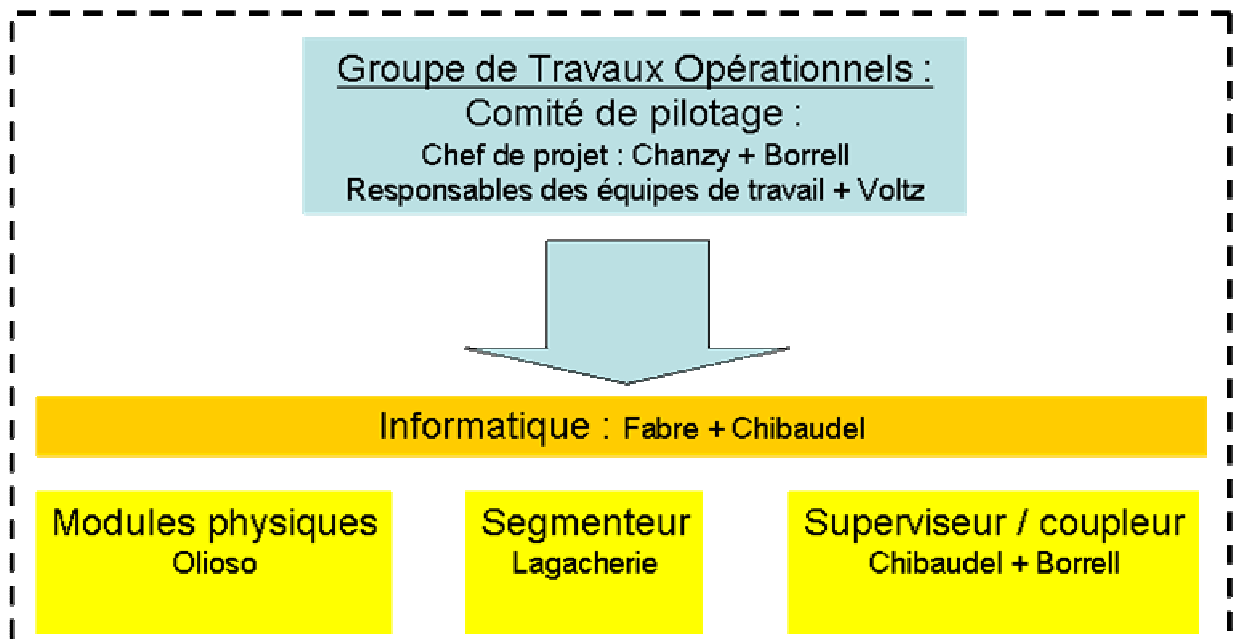 Groupe de Travaux Opérationnels :
Comité de pilotage :
Chef de projet : Chanzy + Borrell
Responsables des équipes de travail + Voltz
Informatique : Fabre + Chibaudel
Modules physiques
Olioso
Segmenteur
Lagacherie
Superviseur / coupleur
Chibaudel + Borrell